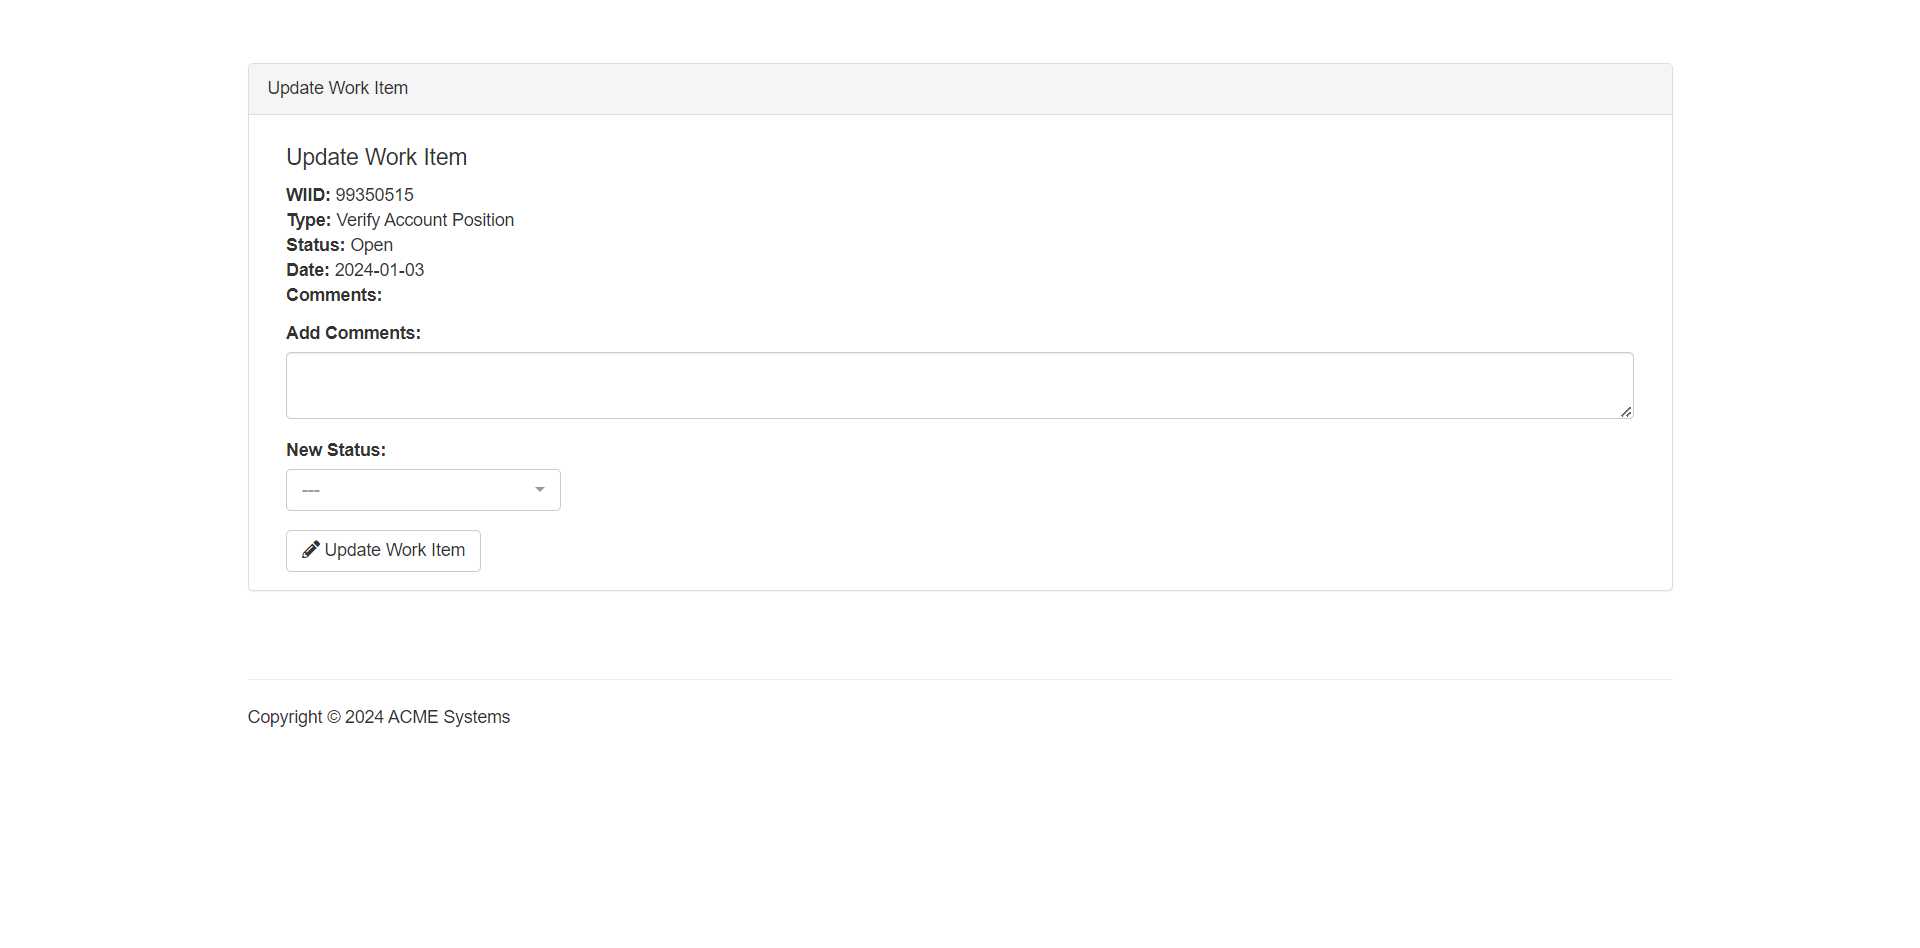 Update Work Item
Update Work Item
WIID: 99350515
Type: Verify Account Position
Status: Open
Date: 2024-01-03
Comments:
Add Comments:
New Status:
---
Update Work Item
Copyright © 2024 ACME Systems